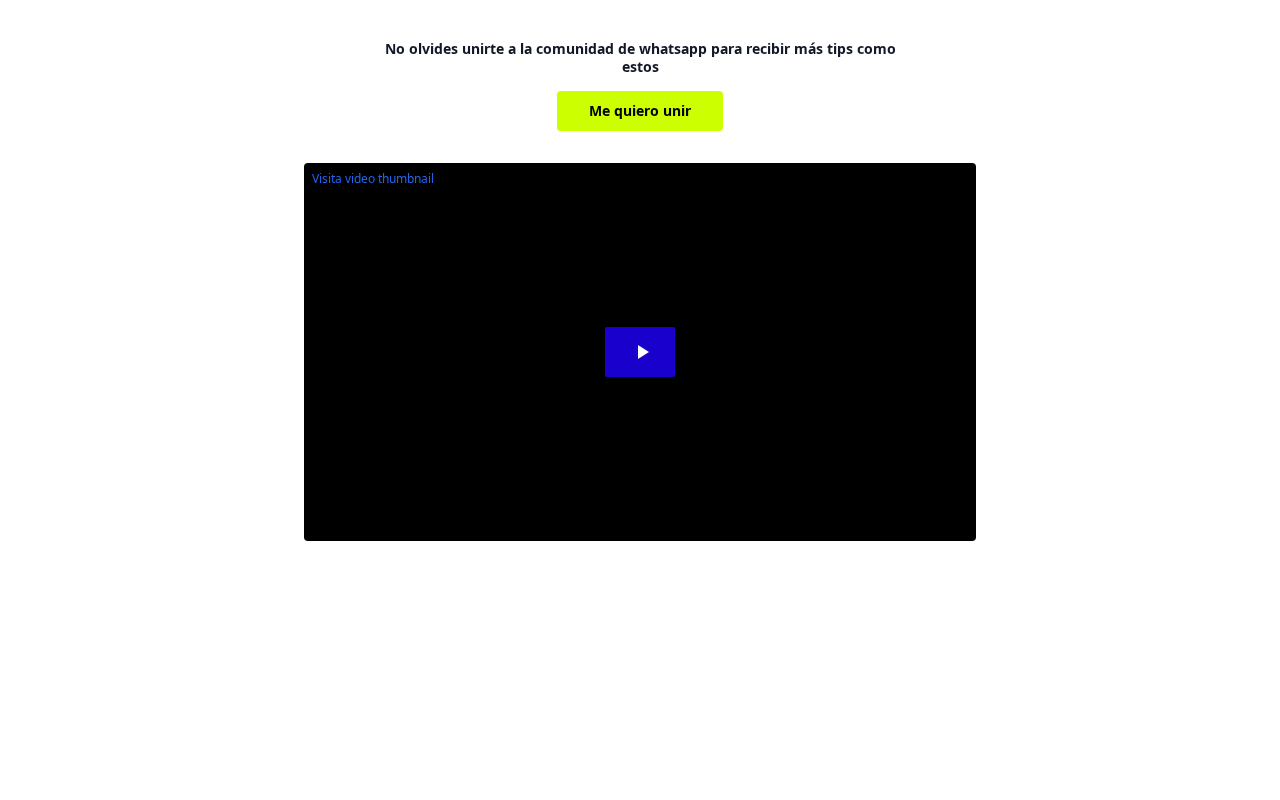 No olvides unirte a la comunidad de whatsapp para recibir más tips como
estos
Me quiero unir
Visita video thumbnail